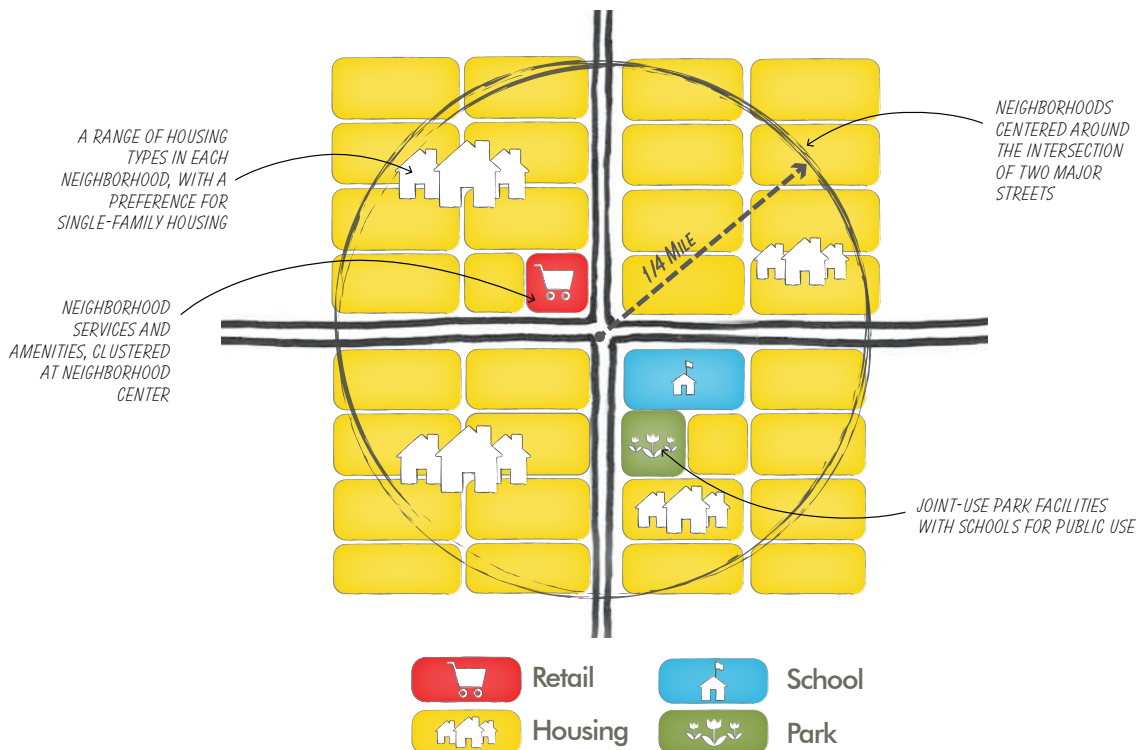 A RANGE OF HOUSING
TYPES IN EACH
NEIGHBORHOOD, WITH A
PREFERENCE FOR
SINGLE-FAMILY HOUSING
NEIGHBORHOODS
CENTERED AROUND
THE INTERSECTION
OF TWO MAJOR
STREETS
1/4 MILE
NEIGHBORHOOD
SERVICES AND
AMENITIES, CLUSTERED
AT NEIGHBORHOOD
CENTER
JOINT-USE PARK FACILITIES
WITH SCHOOLS FOR PUBLIC USE
Retail
School
Housing
Park